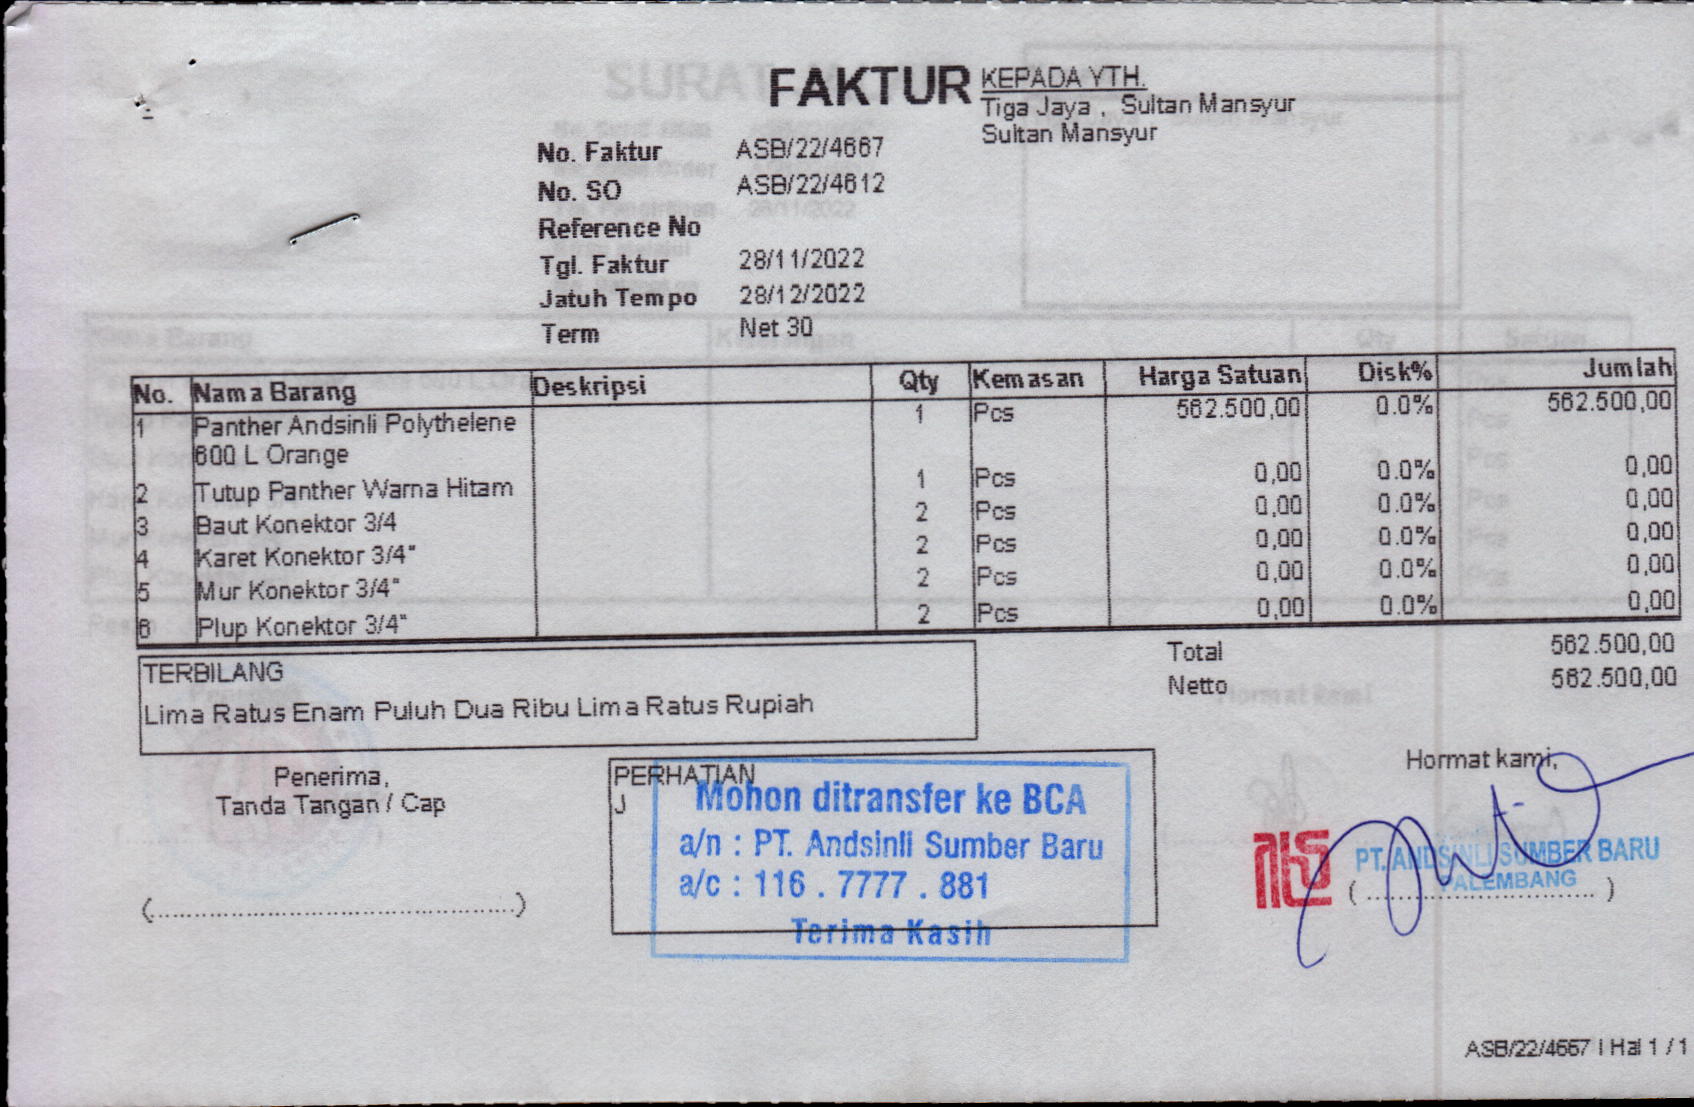 FAKTUR
KEPADA YTH.
Tiga Jaya , Sultan Mansyur
Sultan Mansyur
No. Faktur ASB/22/4667
No. SO ASB/22/4612
Reference No
Tgl. Faktur 28/11/2022
Jatuh Tempo 28/12/2022
Term Net 30
No. Nama Barang Deskripsi Qty Kemasan Harga Satuan Disk% Jumlah
1 Panther Andsinli Polythelene 1 Pcs 562.500,00 0.0% 562.500,00
600 L Orange
2 Tutup Panther Warna Hitam 1 Pcs 0,00 0.0% 0,00
3 Baut Konektor 3/4 2 Pcs 0,00 0.0% 0,00
4 Karet Konektor 3/4" 2 Pcs 0,00 0.0% 0,00
5 Mur Konektor 3/4" 2 Pcs 0,00 0.0% 0,00
6 Plup Konektor 3/4" 2 Pcs 0,00 0.0% 0,00
Total 562.500,00
Netto 562.500,00
TERBILANG
Lima Ratus Enam Puluh Dua Ribu Lima Ratus Rupiah
Penerima,
Tanda Tangan / Cap
(..............................................)
PERHATIAN
J
Mohon ditransfer ke BCA
a/n : PT. Andsinli Sumber Baru
a/c : 116 . 7777 . 881
Terima Kasih
Hormat kami,
PT. ANDSINLI SUMBER BARU
PALEMBANG
(..............................)
ASB/22/4667 | Hal 1 / 1